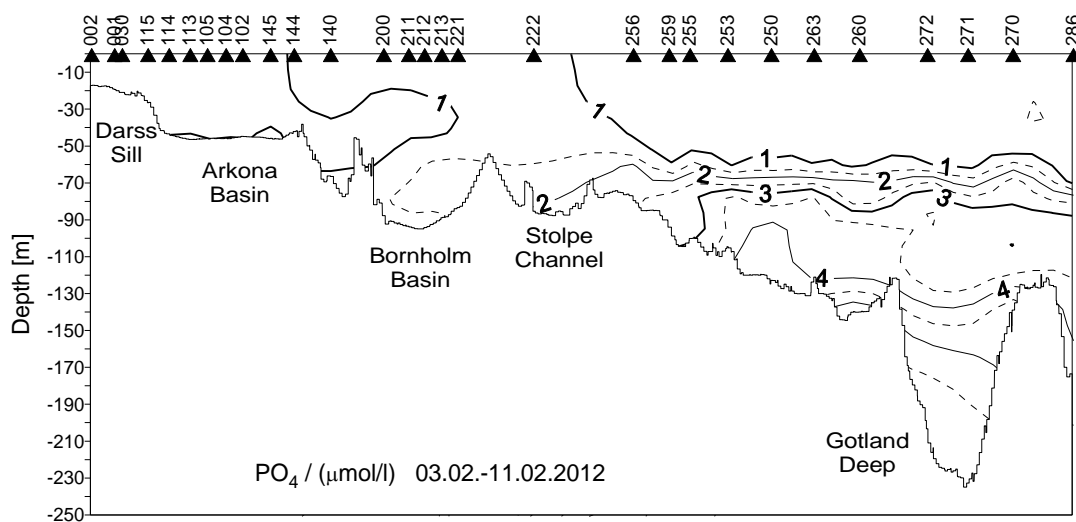 002 001 030 115 114 113 105 104 102 145 144 140 200 211 212 213 221 222 256 259 255 253 250 263 260 272 271 270 286
-10
-30
-50
-70
-90
-110
-130
-150
-170
-190
-210
-230
-250
Depth [m]
Darss
Sill
Arkona
Basin
Bornholm
Basin
Stolpe
Channel
Gotland
Deep
1
1
1
1
2
2
2
3
3
4
4
PO4 / (μmol/l) 03.02.-11.02.2012